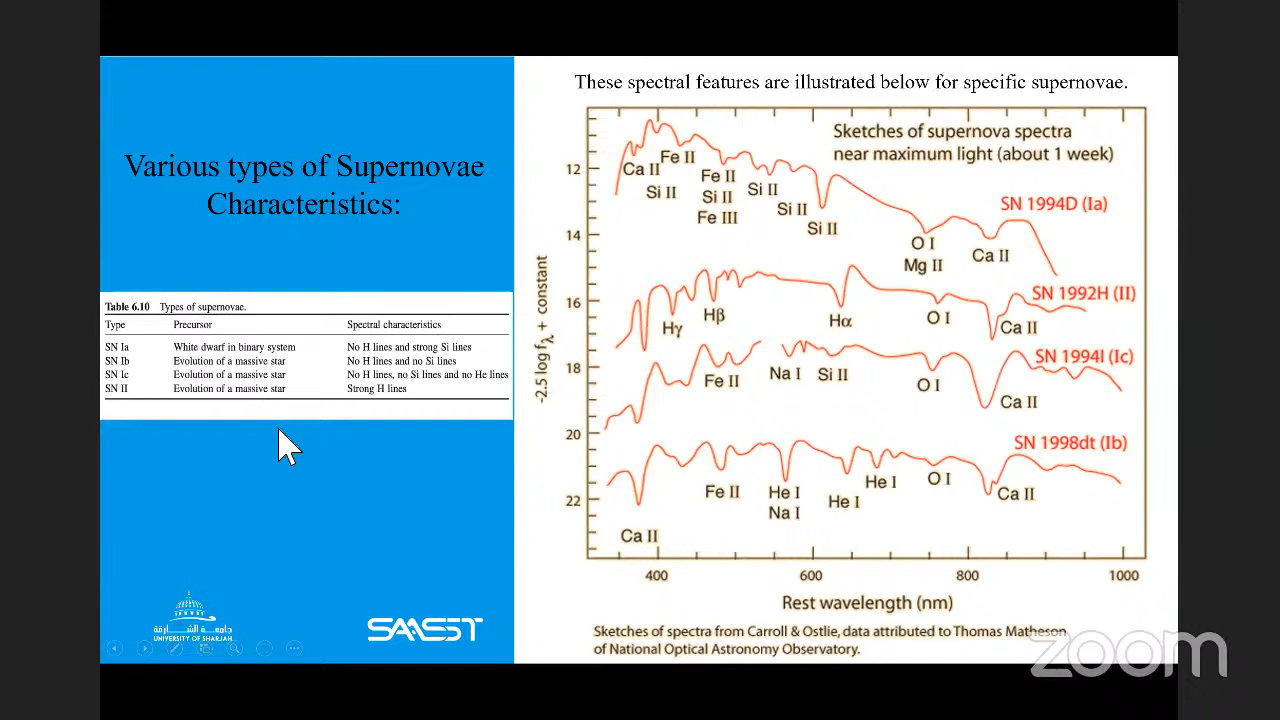 Various types of Supernovae
Characteristics:
Table 6.10 Types of supernovae.
Type Precursor Spectral characteristics
SN Ia White dwarf in binary system No H lines and strong Si lines
SN Ib Evolution of a massive star No H lines and no Si lines
SN Ic Evolution of a massive star No H lines, no Si lines and no He lines
SN II Evolution of a massive star Strong H lines
جامعة الشارقة
UNIVERSITY OF SHARJAH
SAASST
These spectral features are illustrated below for specific supernovae.
Sketches of supernova spectra
near maximum light (about 1 week)
-2.5 log fλ + constant
12
14
16
18
20
22
Ca II
Fe II
Si II
Fe II
Si II
Fe III
Si II
Si II
Si II
O I
Mg II
Ca II
SN 1994D (Ia)
Hγ
Hβ
Hα
O I
Ca II
SN 1992H (II)
Fe II
Na I
Si II
O I
Ca II
SN 1994I (Ic)
Ca II
Fe II
He I
Na I
He I
He I
O I
Ca II
SN 1998dt (Ib)
400 600 800 1000
Rest wavelength (nm)
Sketches of spectra from Carroll & Ostlie, data attributed to Thomas Matheson
of National Optical Astronomy Observatory.
zoom